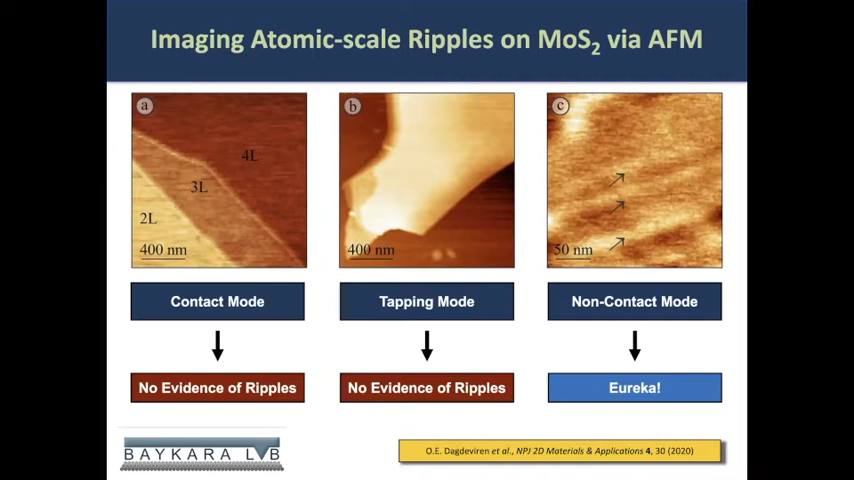 Imaging Atomic-scale Ripples on MoS₂ via AFM
a
4L
3L
2L
400 nm
b
400 nm
c
50 nm
Contact Mode
Tapping Mode
Non-Contact Mode
No Evidence of Ripples
No Evidence of Ripples
Eureka!
BAYKARA LAB
O.E. Dagdeviren et al., NPJ 2D Materials & Applications 4, 30 (2020)